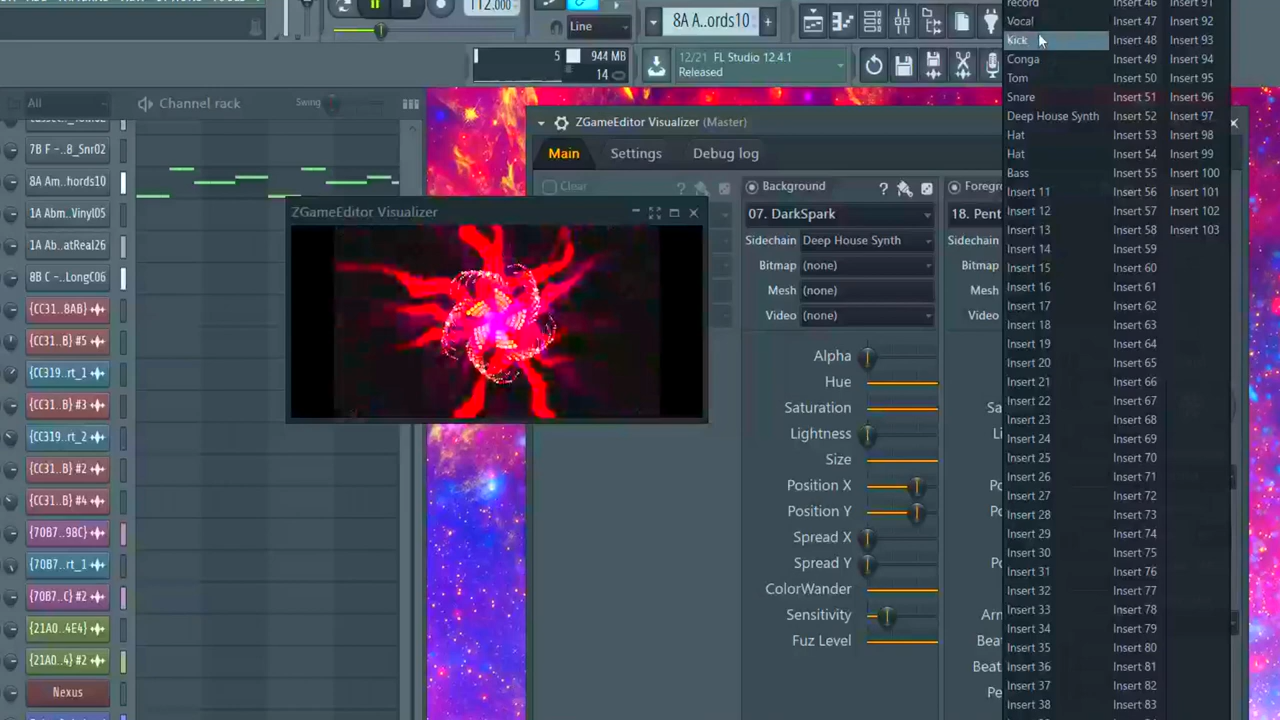 112.000
Line
8A A..ords10
5
944 MB
14
12/21 FL Studio 12.4.1
Released
All
Channel rack
Swing
7B F -..8_Snr02
8A Am..hords10
1A Abm..Vinyl05
1A Ab..atReal26
8B C -..LongC06
{CC31..8AB}
{CC31..B} #5
{CC319..rt_1
{CC31..B} #3
{CC319..rt_2
{CC31..B} #2
{CC31..B} #4
{70B7..98C}
{70B7..rt_1
{70B7..C} #2
{21A0..4E4}
{21A0..4} #2
Nexus
ZGameEditor Visualizer
ZGameEditor Visualizer (Master)
Main
Settings
Debug log
Clear
Background
07. DarkSpark
Sidechain Deep House Synth
Bitmap (none)
Mesh (none)
Video (none)
Alpha
Hue
Saturation
Lightness
Size
Position X
Position Y
Spread X
Spread Y
ColorWander
Sensitivity
Fuz Level
Foregr
18. Pent
Sidechain
Bitmap
Mesh
Video
Vocal
Kick
Conga
Tom
Snare
Deep House Synth
Hat
Hat
Bass
Insert 11
Insert 12
Insert 13
Insert 14
Insert 15
Insert 16
Insert 17
Insert 18
Insert 19
Insert 20
Insert 21
Insert 22
Insert 23
Insert 24
Insert 25
Insert 26
Insert 27
Insert 28
Insert 29
Insert 30
Insert 31
Insert 32
Insert 33
Insert 34
Insert 35
Insert 36
Insert 37
Insert 38
Insert 46
Insert 47
Insert 48
Insert 49
Insert 50
Insert 51
Insert 52
Insert 53
Insert 54
Insert 55
Insert 56
Insert 57
Insert 58
Insert 59
Insert 60
Insert 61
Insert 62
Insert 63
Insert 64
Insert 65
Insert 66
Insert 67
Insert 68
Insert 69
Insert 70
Insert 71
Insert 72
Insert 73
Insert 74
Insert 75
Insert 76
Insert 77
Insert 78
Insert 79
Insert 80
Insert 81
Insert 82
Insert 83
Insert 91
Insert 92
Insert 93
Insert 94
Insert 95
Insert 96
Insert 97
Insert 98
Insert 99
Insert 100
Insert 101
Insert 102
Insert 103